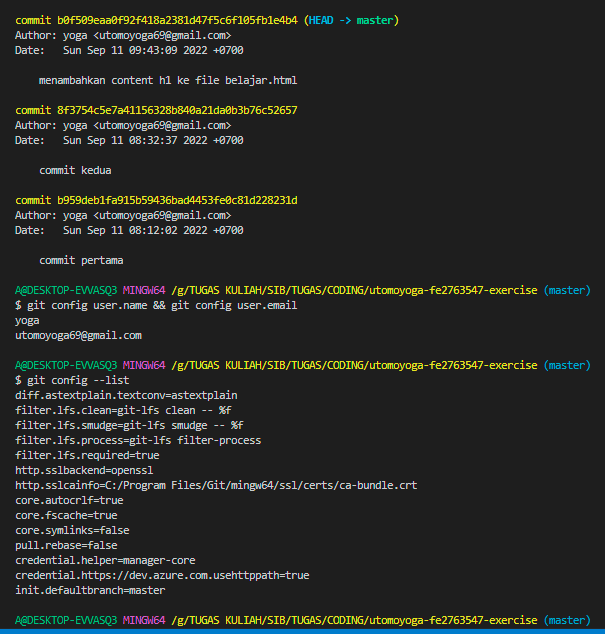 commit b0f509eaa0f92f418a2381d47f5c6f105fb1e4b4 (HEAD -> master)
Author: yoga <utomoyoga69@gmail.com>
Date:   Sun Sep 11 09:43:09 2022 +0700
menambahkan content h1 ke file belajar.html
commit 8f3754c5e7a41156328b840a21da0b3b76c52657
Author: yoga <utomoyoga69@gmail.com>
Date:   Sun Sep 11 08:32:37 2022 +0700
commit kedua
commit b959deb1fa915b59436bad4453fe0c81d228231d
Author: yoga <utomoyoga69@gmail.com>
Date:   Sun Sep 11 08:12:02 2022 +0700
commit pertama
A@DESKTOP-EVVASQ3 MINGW64 /g/TUGAS KULIAH/SIB/TUGAS/CODING/utomoyoga-fe2763547-exercise (master)
$ git config user.name && git config user.email
yoga
utomoyoga69@gmail.com
A@DESKTOP-EVVASQ3 MINGW64 /g/TUGAS KULIAH/SIB/TUGAS/CODING/utomoyoga-fe2763547-exercise (master)
$ git config --list
diff.astextplain.textconv=astextplain
filter.lfs.clean=git-lfs clean -- %f
filter.lfs.smudge=git-lfs smudge -- %f
filter.lfs.process=git-lfs filter-process
filter.lfs.required=true
http.sslbackend=openssl
http.sslcainfo=C:/Program Files/Git/mingw64/ssl/certs/ca-bundle.crt
core.autocrlf=true
core.fscache=true
core.symlinks=false
pull.rebase=false
credential.helper=manager-core
credential.https://dev.azure.com.usehttppath=true
init.defaultbranch=master
A@DESKTOP-EVVASQ3 MINGW64 /g/TUGAS KULIAH/SIB/TUGAS/CODING/utomoyoga-fe2763547-exercise (master)